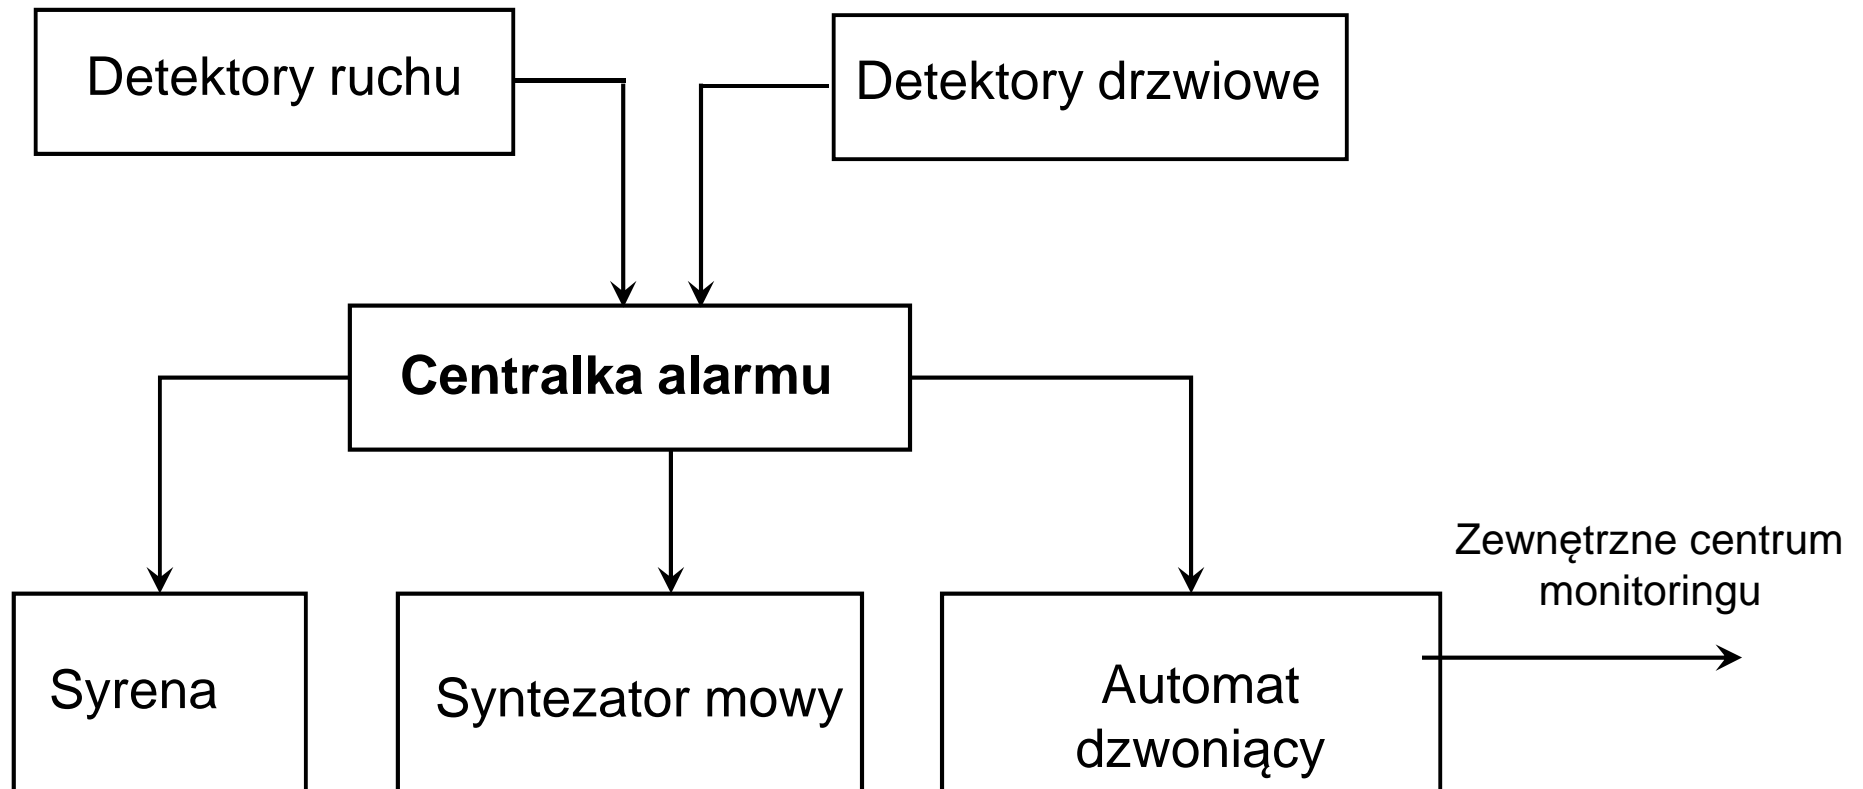 Detektory ruchu
Detektory drzwiowe
Centralka alarmu
Zewnętrzne centrum
monitoringu
Syrena
Syntezator mowy
Automat
dzwoniący